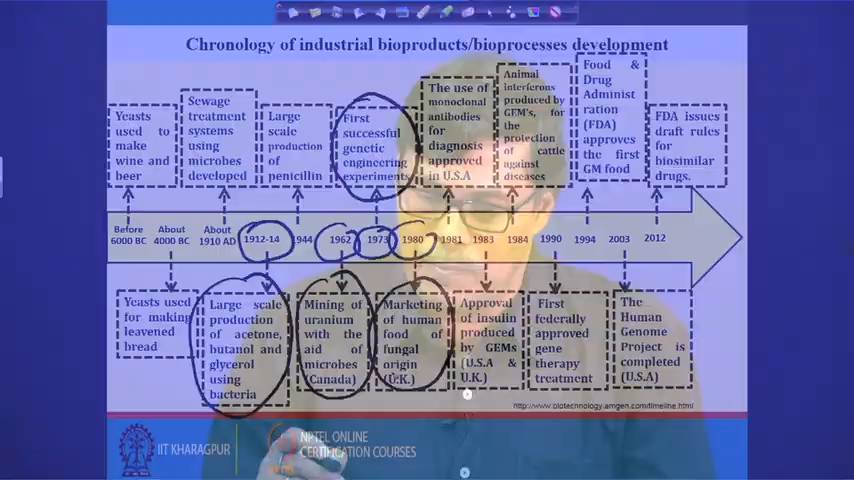 Chronology of industrial bioproducts/bioprocesses development
Yeasts
used to
make
wine and
beer
Sewage
treatment
systems
using
microbes
developed
Large
scale
production
of
penicillin
First
successful
genetic
engineering
experiments
The use of
monoclonal
antibodies
for
diagnosis
approved
in U.S.A
Animal
interferons
produced by
GEM's, for
the
protection
of cattle
against
diseases
Food &
Drug
Administ
ration
(FDA)
approves
the first
GM food
FDA issues
draft rules
for
biosimilar
drugs.
Before
6000 BC
About
4000 BC
About
1910 AD
1912-14
1944
1962
1973
1980
1981
1983
1984
1990
1994
2003
2012
Yeasts used
for making
leavened
bread
Large scale
production
of acetone,
butanol and
glycerol
using
bacteria
Mining of
uranium
with the
aid of
microbes
(Canada)
Marketing
of human
food of
fungal
origin
(U.K.)
Approval
of insulin
produced
by GEMs
(U.S.A &
U.K.)
First
federally
approved
gene
therapy
treatment
The
Human
Genome
Project is
completed
(U.S.A)
http://www.biotechnology.amgen.com/timeline.html
IIT KHARAGPUR
NPTEL ONLINE
CERTIFICATION COURSES
NPTEL